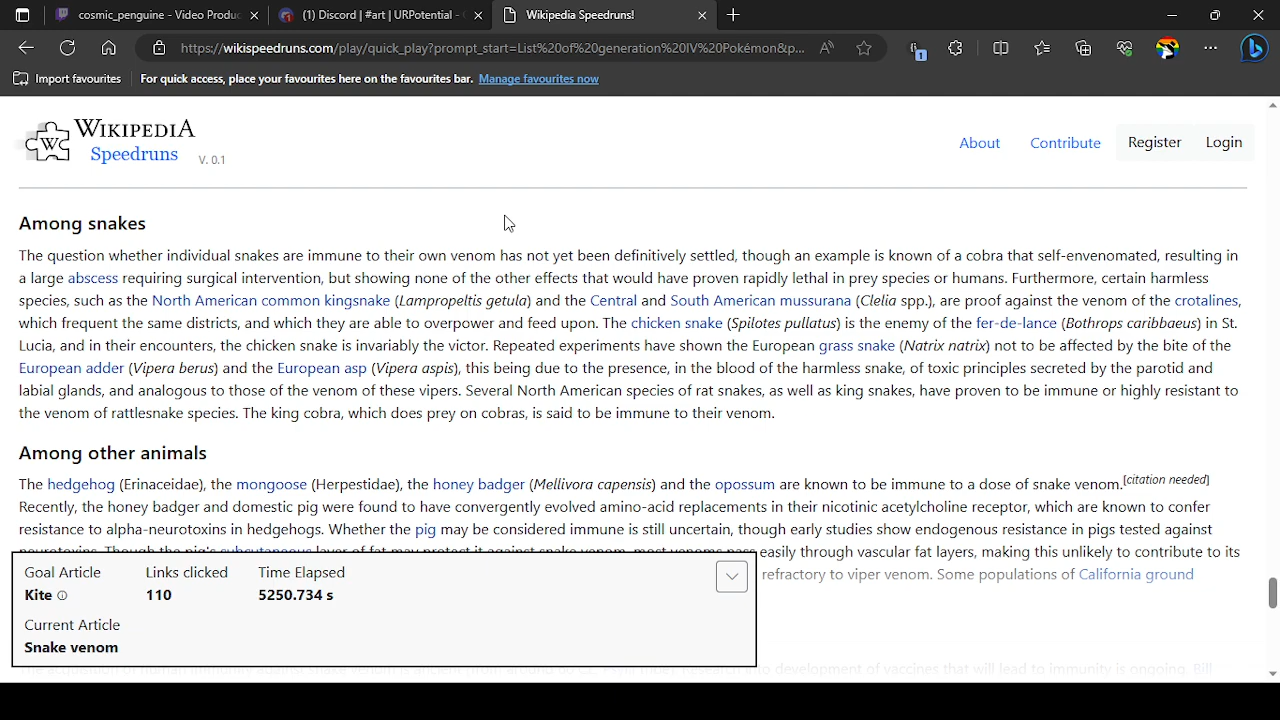 cosmic_penguine - Video Produc
(1) Discord | #art | URPotential -
Wikipedia Speedruns!
https://wikispeedruns.com/play/quick_play?prompt_start=List%20of%20generation%20IV%20Pokémon&p...
1
Import favourites
For quick access, place your favourites here on the favourites bar. Manage favourites now
WIKIPEDIA
Speedruns V. 0.1
About Contribute Register Login
Among snakes
The question whether individual snakes are immune to their own venom has not yet been definitively settled, though an example is known of a cobra that self-envenomated, resulting in
a large abscess requiring surgical intervention, but showing none of the other effects that would have proven rapidly lethal in prey species or humans. Furthermore, certain harmless
species, such as the North American common kingsnake (Lampropeltis getula) and the Central and South American mussurana (Clelia spp.), are proof against the venom of the crotalines,
which frequent the same districts, and which they are able to overpower and feed upon. The chicken snake (Spilotes pullatus) is the enemy of the fer-de-lance (Bothrops caribbaeus) in St.
Lucia, and in their encounters, the chicken snake is invariably the victor. Repeated experiments have shown the European grass snake (Natrix natrix) not to be affected by the bite of the
European adder (Vipera berus) and the European asp (Vipera aspis), this being due to the presence, in the blood of the harmless snake, of toxic principles secreted by the parotid and
labial glands, and analogous to those of the venom of these vipers. Several North American species of rat snakes, as well as king snakes, have proven to be immune or highly resistant to
the venom of rattlesnake species. The king cobra, which does prey on cobras, is said to be immune to their venom.
Among other animals
The hedgehog (Erinaceidae), the mongoose (Herpestidae), the honey badger (Mellivora capensis) and the opossum are known to be immune to a dose of snake venom.[citation needed]
Recently, the honey badger and domestic pig were found to have convergently evolved amino-acid replacements in their nicotinic acetylcholine receptor, which are known to confer
resistance to alpha-neurotoxins in hedgehogs. Whether the pig may be considered immune is still uncertain, though early studies show endogenous resistance in pigs tested against
easily through vascular fat layers, making this unlikely to contribute to its
refractory to viper venom. Some populations of California ground
Goal Article Links clicked Time Elapsed
Kite 110 5250.734 s
Current Article
Snake venom
development of vaccines that will lead to immunity is ongoing. Bill